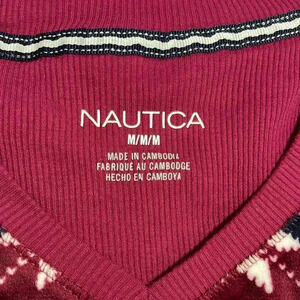 NAUTICA
M/M/M
MADE IN CAMBODIA
FABRIQUÉ AU CAMBODGE
HECHO EN CAMBOYA